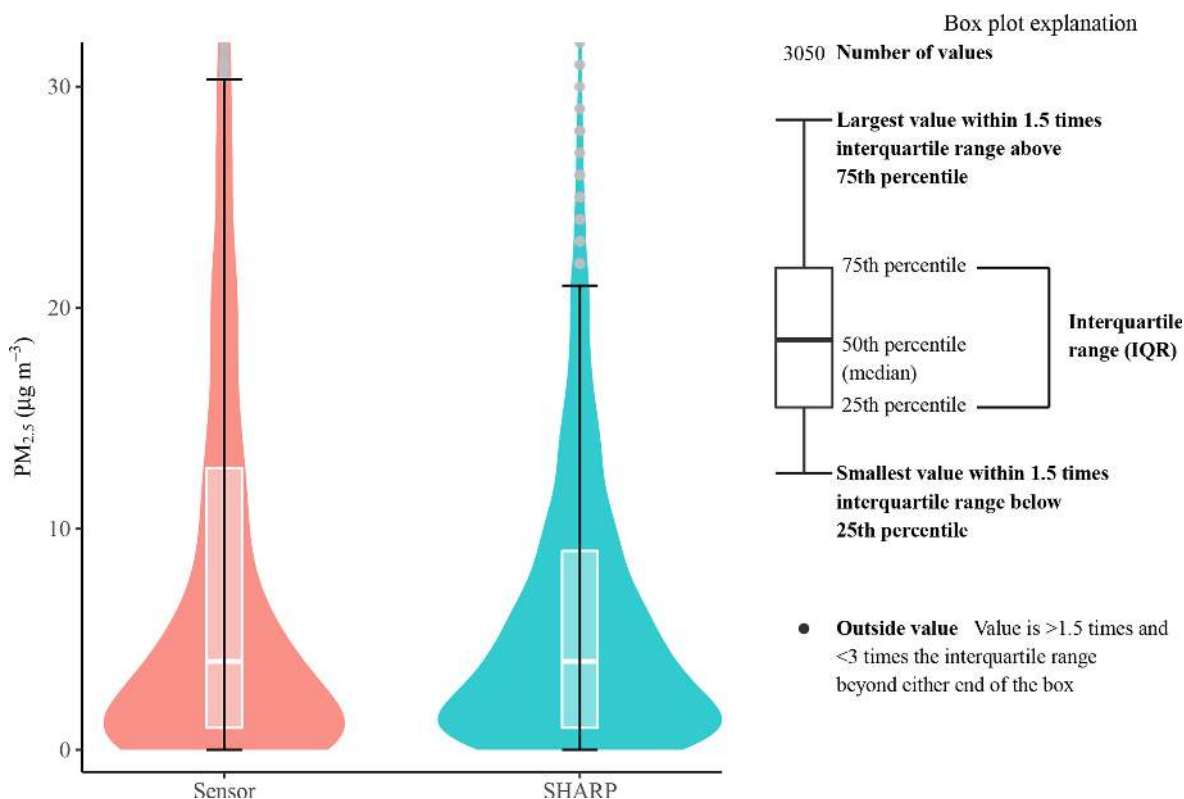 30
20
10
0
PM2.5 (μg m−3)
Sensor
SHARP
Box plot explanation
3050 Number of values
Largest value within 1.5 times
interquartile range above
75th percentile
75th percentile
50th percentile
(median)
25th percentile
Interquartile
range (IQR)
Smallest value within 1.5 times
interquartile range below
25th percentile
Outside value Value is >1.5 times and
<3 times the interquartile range
beyond either end of the box